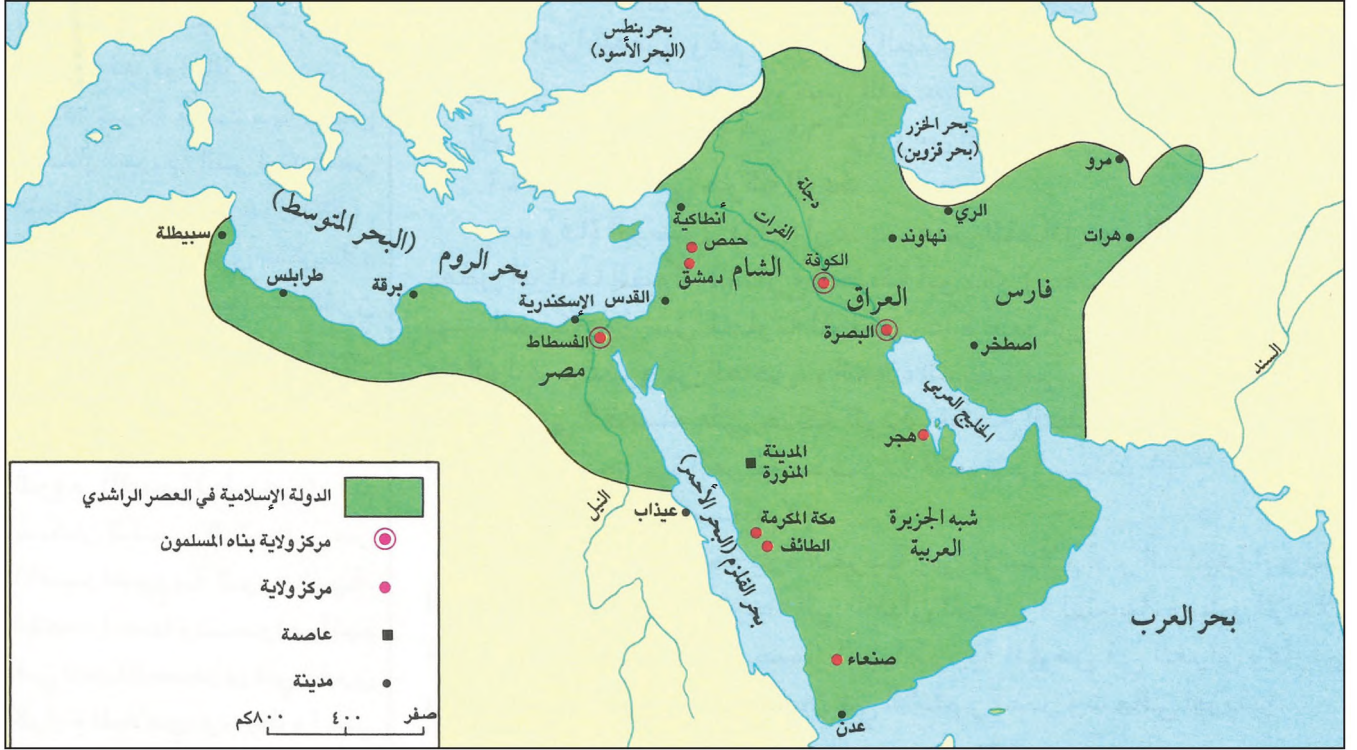 بحر بنطس
(البحر الأسود)
بحر الخزر
(بحر قزوين)
مرو
دجلة
الفرات
الري
أنطاكية
نهاوند
هرات
سبيطلة
(البحر المتوسط)
بحر الروم
حمص
دمشق
الشام
الكوفة
العراق
فارس
طرابلس
برقة
الإسكندرية
القدس
البصرة
اصطخر
الفسطاط
مصر
السند
الخليج العربي
هجر
المدينة
المنورة
النيل
عيذاب
بحر القلزم (البحر الأحمر)
مكة المكرمة
الطائف
شبه الجزيرة
العربية
بحر العرب
صنعاء
عدن
الدولة الإسلامية في العصر الراشدي
مركز ولاية بناه المسلمون
مركز ولاية
عاصمة
مدينة
صفر ٤٠٠ ٨٠٠كم